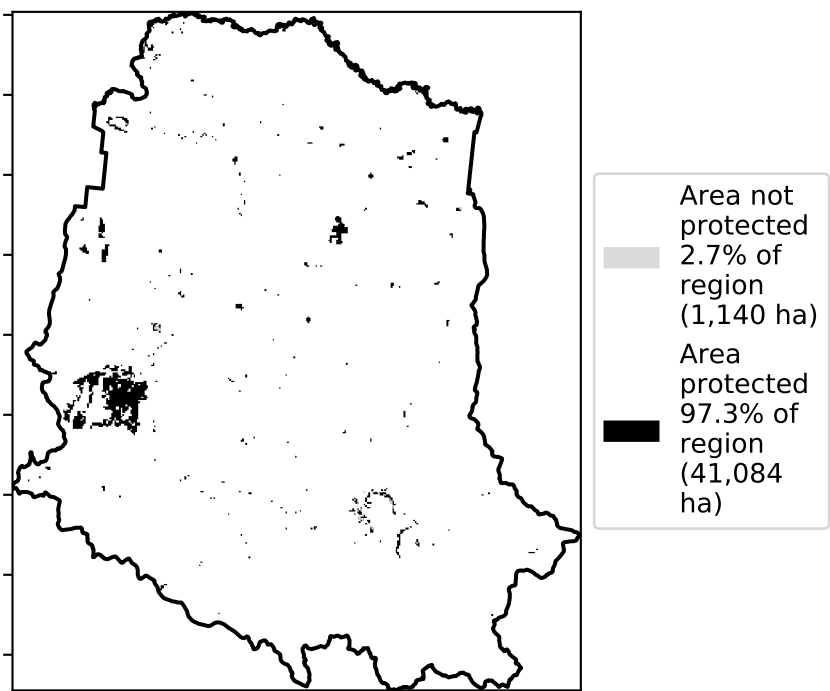 Area not
protected
2.7% of
region
(1,140 ha)
Area
protected
97.3% of
region
(41,084
ha)